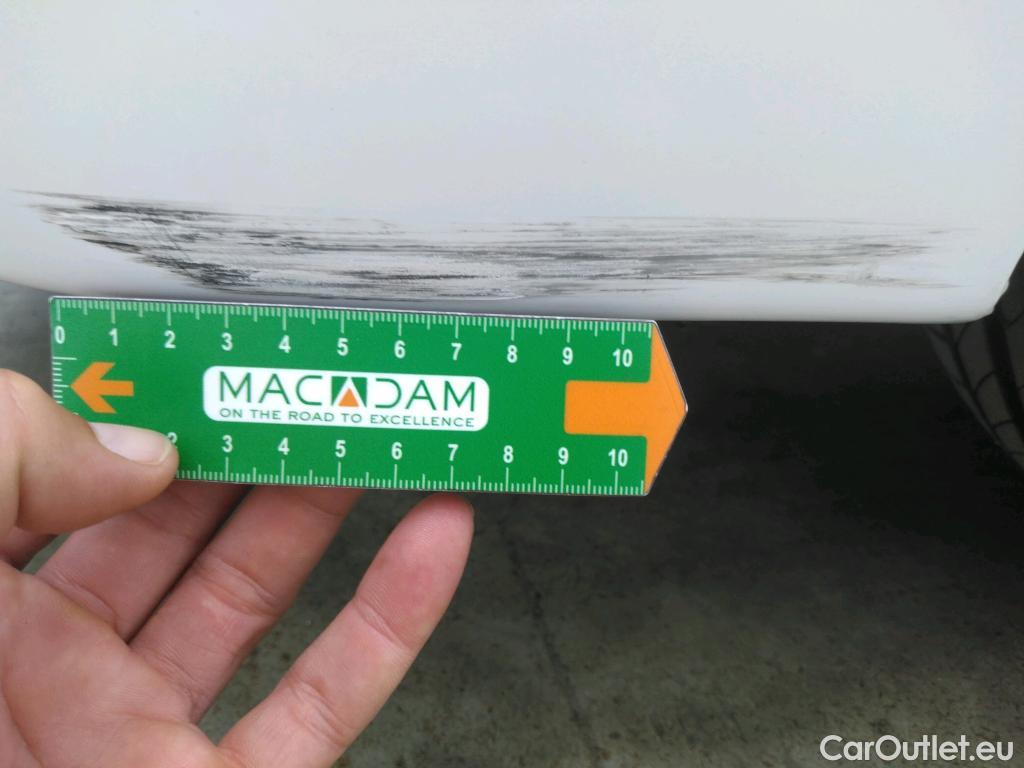 0 1 2 3 4 5 6 7 8 9 10
MACADAM
ON THE ROAD TO EXCELLENCE
2 3 4 5 6 7 8 9 10
CarOutlet.eu